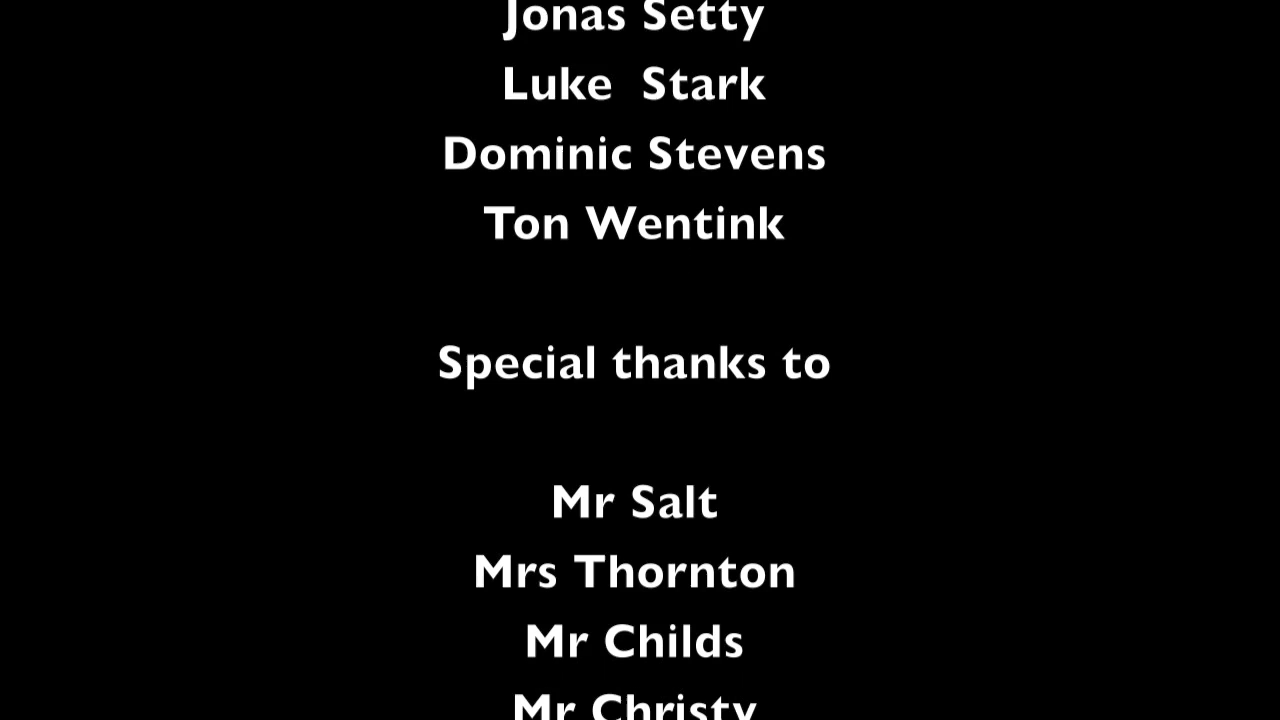 Jonas Setty
Luke  Stark
Dominic Stevens
Ton Wentink
Special thanks to
Mr Salt
Mrs Thornton
Mr Childs
Mr Christy